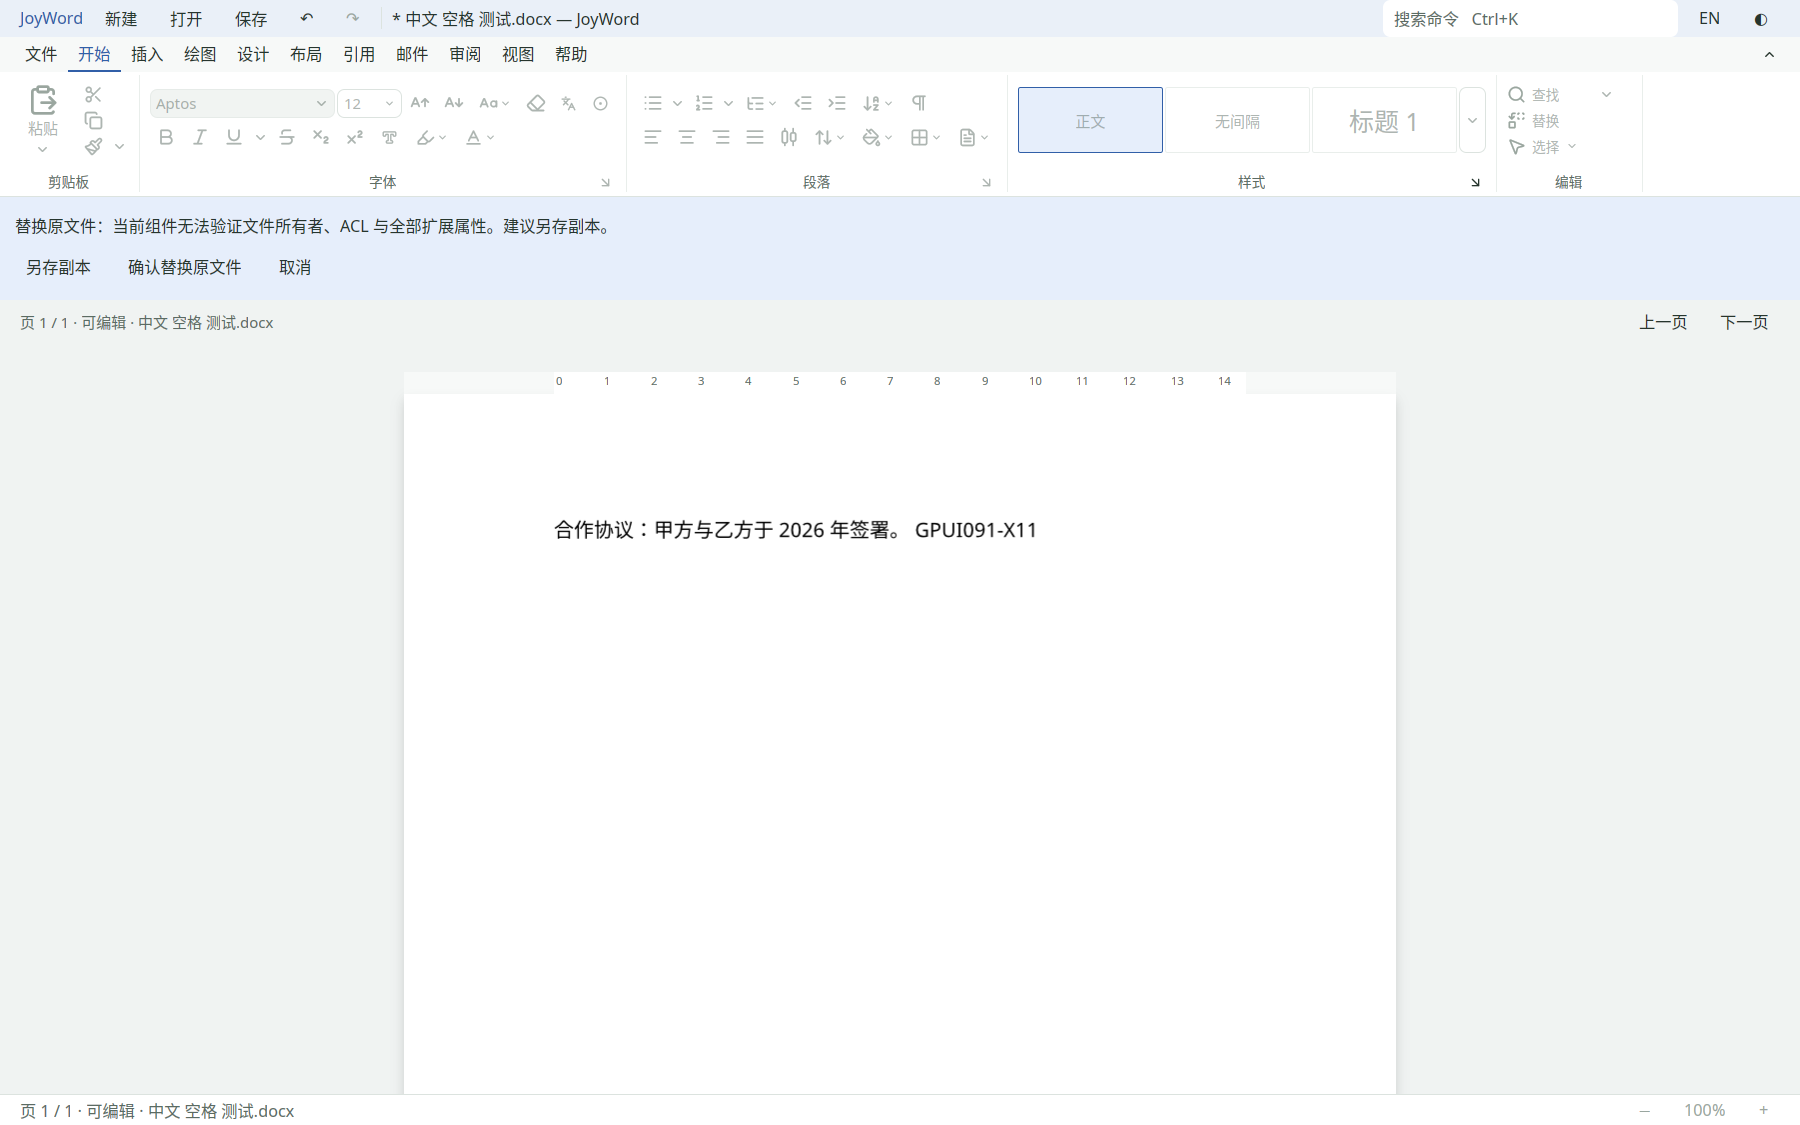 JoyWord 新建 打开 保存 * 中文 空格 测试.docx — JoyWord 搜索命令 Ctrl+K EN
文件 开始 插入 绘图 设计 布局 引用 邮件 审阅 视图 帮助
粘贴
剪贴板
Aptos 12
字体
段落
正文 无间隔 标题 1
样式
查找
替换
选择
编辑
替换原文件：当前组件无法验证文件所有者、ACL 与全部扩展属性。建议另存副本。
另存副本 确认替换原文件 取消
页 1 / 1 · 可编辑 · 中文 空格 测试.docx 上一页 下一页
0 1 2 3 4 5 6 7 8 9 10 11 12 13 14
合作协议：甲方与乙方于 2026 年签署。 GPUI091-X11
页 1 / 1 · 可编辑 · 中文 空格 测试.docx — 100% +